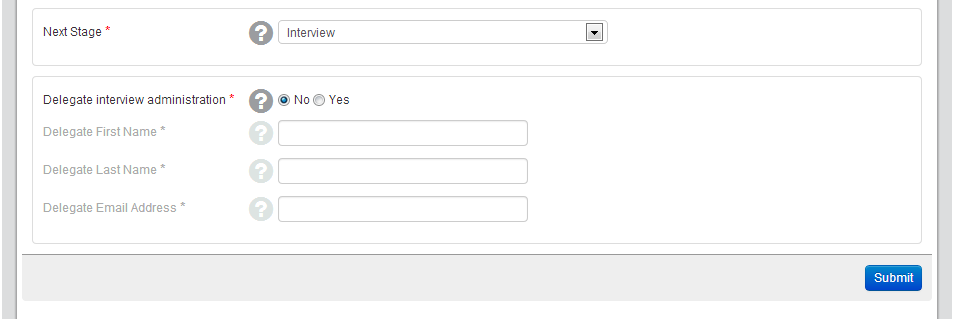 Next Stage * ? Interview
Delegate interview administration * ? No Yes
Delegate First Name * ?
Delegate Last Name * ?
Delegate Email Address * ?
Submit